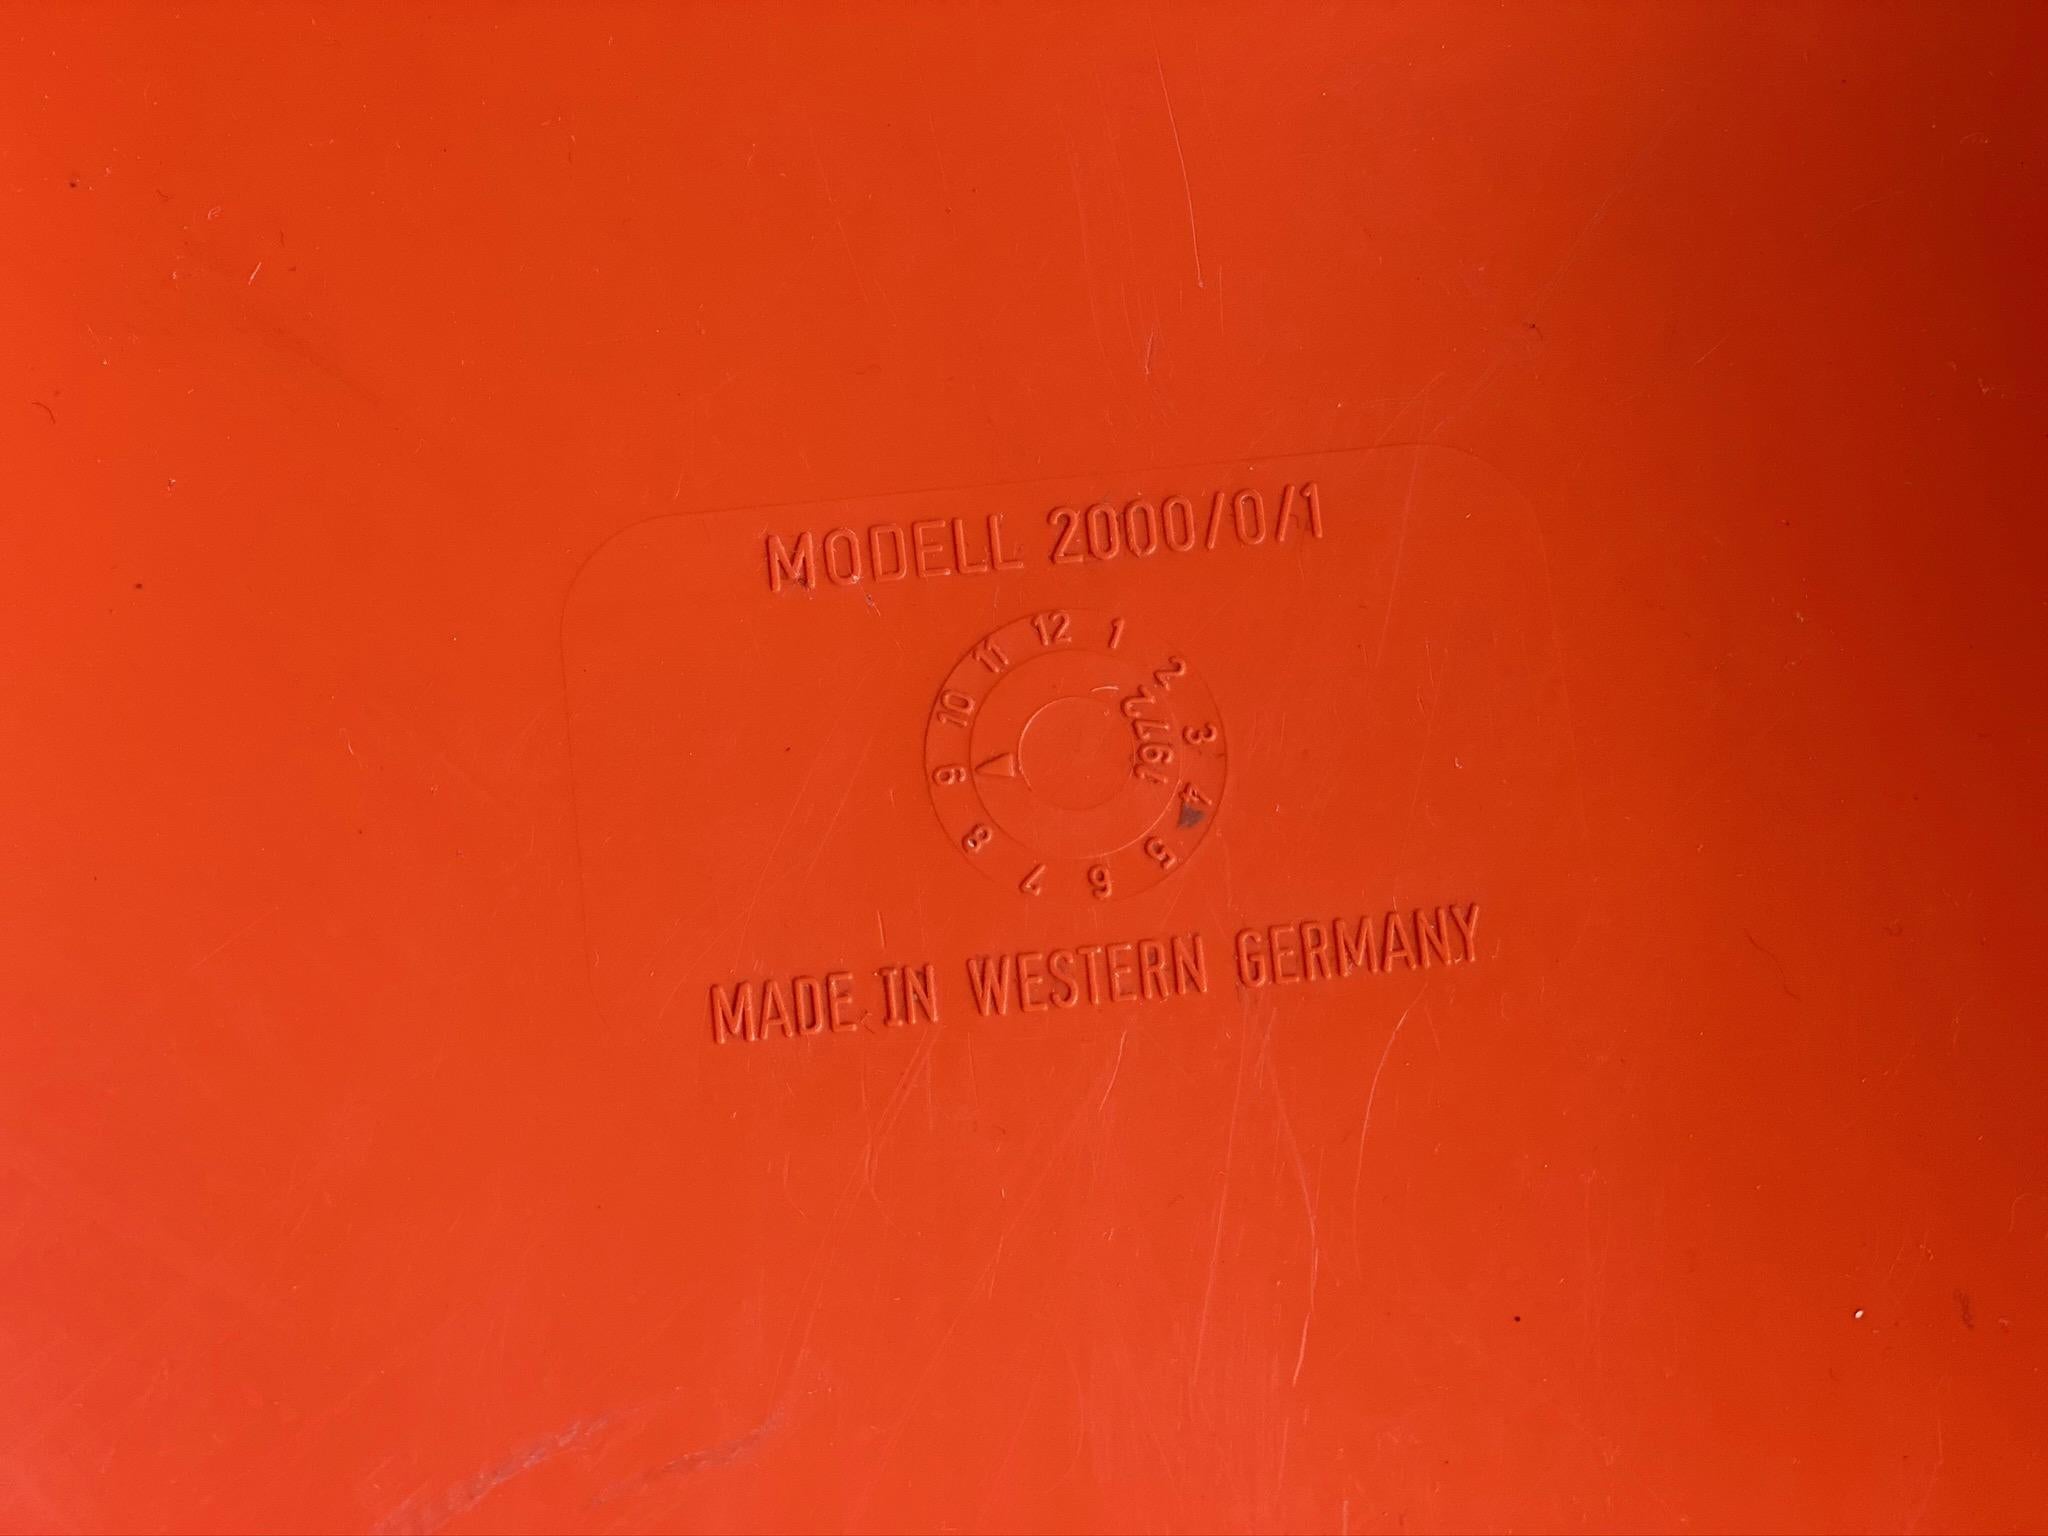 MODELL 2000/0/1
12 1 2 3 4 5 6 7 8 9 10 11
MADE IN WESTERN GERMANY